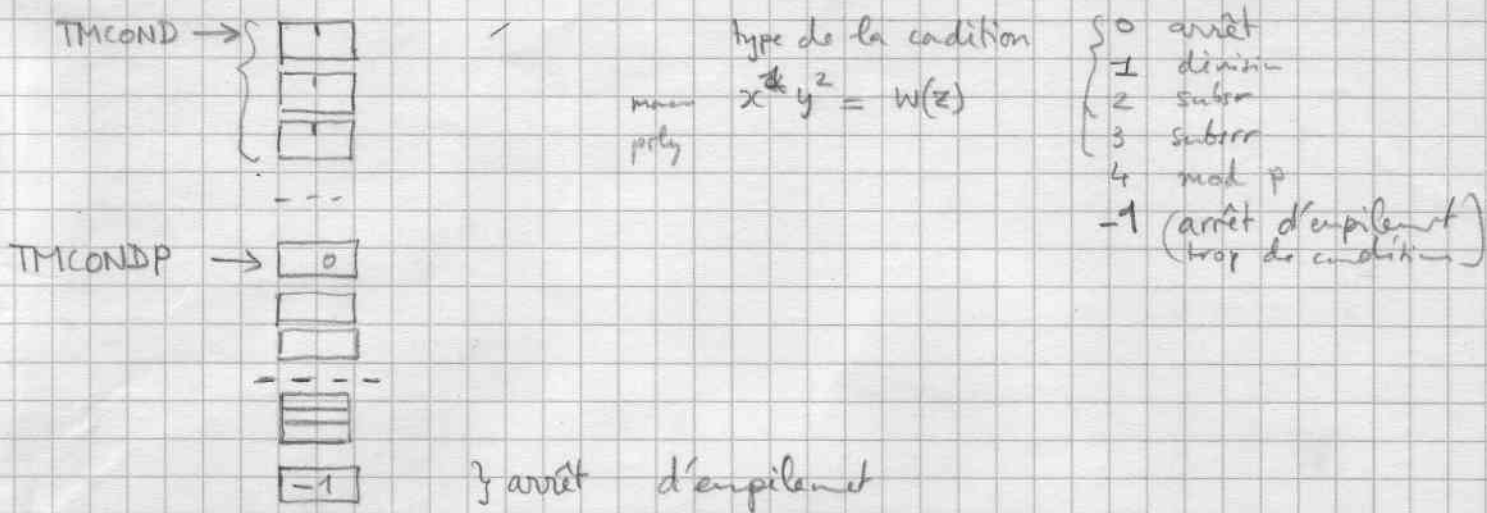 TMCOND →
type de la condition
0 arrêt
1 division
x y² = W(z)
2 subsr
poly
3 subsrr
4 mod p
-1 (arrêt d'empilement
trop de conditions)
TMCONDP → 0
-1 } arrêt d'empilement